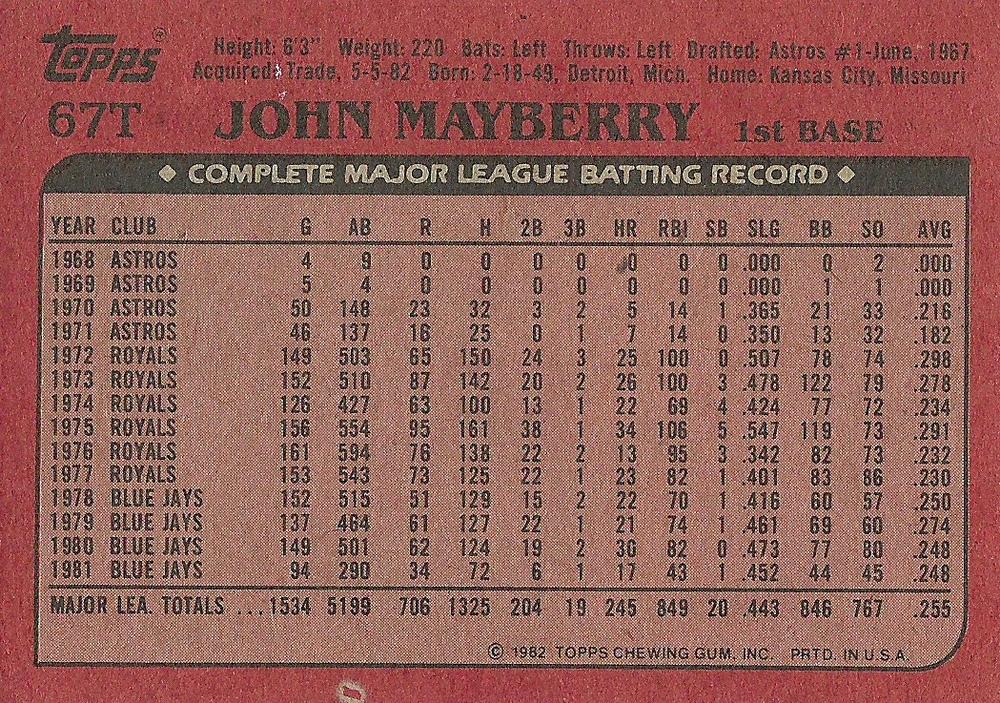 TOPPS® Height: 6'3" Weight: 220 Bats: Left Throws: Left Drafted: Astros #1-June, 1967
Acquired: Trade, 5-5-82 Born: 2-18-49, Detroit, Mich. Home: Kansas City, Missouri
67T JOHN MAYBERRY 1st BASE
◆ COMPLETE MAJOR LEAGUE BATTING RECORD ◆
YEAR CLUB G AB R H 2B 3B HR RBI SB SLG BB SO AVG
1968 ASTROS 4 9 0 0 0 0 0 0 0 .000 0 2 .000
1969 ASTROS 5 4 0 0 0 0 0 0 0 .000 1 1 .000
1970 ASTROS 50 148 23 32 3 2 5 14 1 .365 21 33 .216
1971 ASTROS 46 137 16 25 0 1 7 14 0 .350 13 32 .182
1972 ROYALS 149 503 65 150 24 3 25 100 0 .507 78 74 .298
1973 ROYALS 152 510 87 142 20 2 26 100 3 .478 122 79 .278
1974 ROYALS 126 427 63 100 13 1 22 69 4 .424 77 72 .234
1975 ROYALS 156 554 95 161 38 1 34 106 5 .547 119 73 .291
1976 ROYALS 161 594 76 138 22 2 13 95 3 .342 82 73 .232
1977 ROYALS 153 543 73 125 22 1 23 82 1 .401 83 86 .230
1978 BLUE JAYS 152 515 51 129 15 2 22 70 1 .416 60 57 .250
1979 BLUE JAYS 137 464 61 127 22 1 21 74 1 .461 69 60 .274
1980 BLUE JAYS 149 501 62 124 19 2 30 82 0 .473 77 80 .248
1981 BLUE JAYS 94 290 34 72 6 1 17 43 1 .452 44 45 .248
MAJOR LEA. TOTALS ...1534 5199 706 1325 204 19 245 849 20 .443 846 767 .255
© 1982 TOPPS CHEWING GUM, INC. PRTD. IN U.S.A.